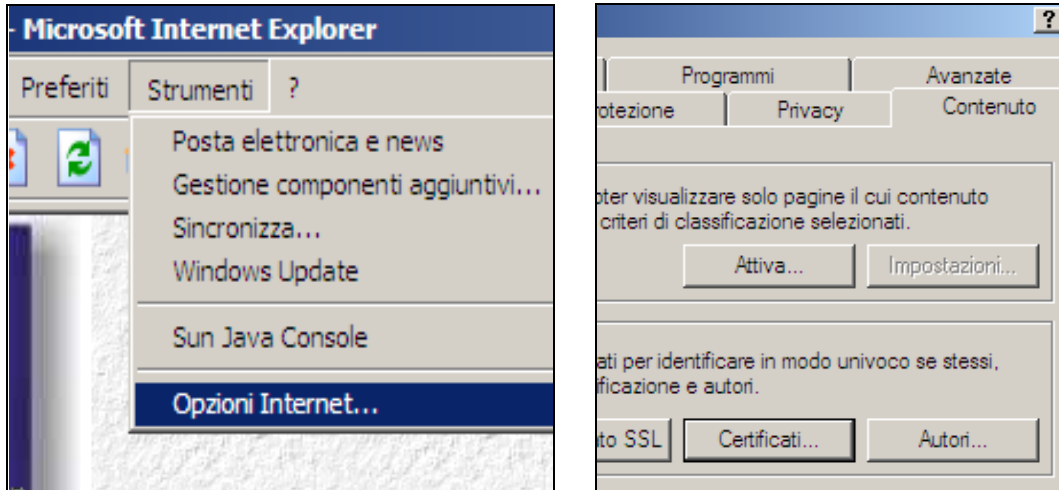 - Microsoft Internet Explorer
Preferiti Strumenti ?
Posta elettronica e news
Gestione componenti aggiuntivi...
Sincronizza...
Windows Update
Sun Java Console
Opzioni Internet...
?
Programmi Avanzate
otezione Privacy Contenuto
oter visualizzare solo pagine il cui contenuto
criteri di classificazione selezionati.
Attiva... Impostazioni...
ati per identificare in modo univoco se stessi,
ificazione e autori.
to SSL Certificati... Autori...